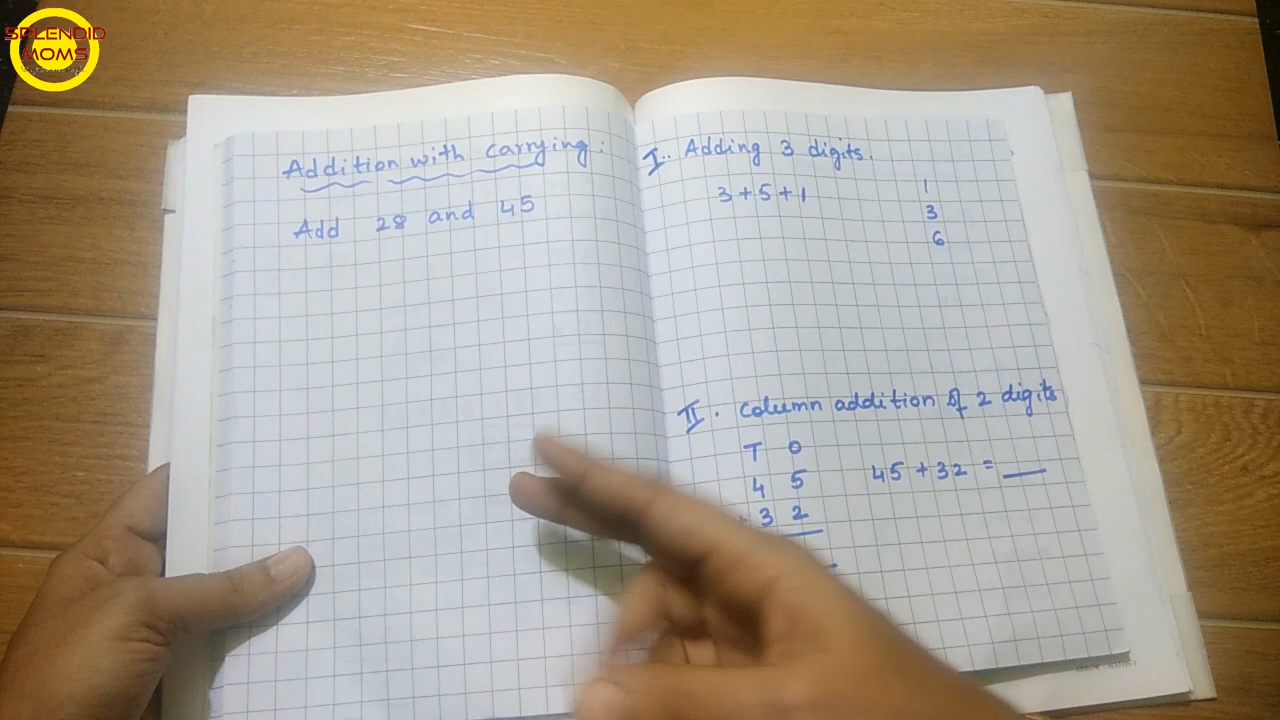 SPLENDID
MOMS
Addition with carrying :
Add 28 and 45
I. Adding 3 digits.
3+5+1
1
3
6
II. Column addition of 2 digits
T O
4 5
3 2
45 + 32 = __